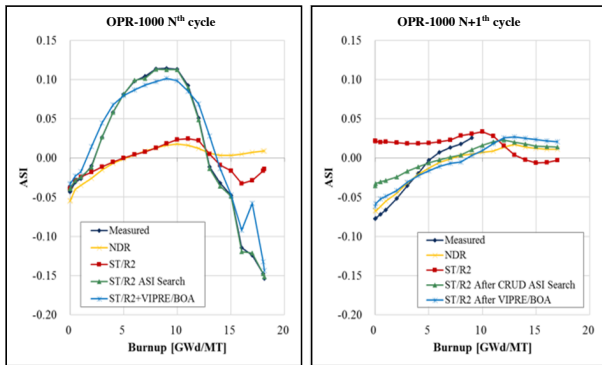 OPR-1000 Nth cycle
0.15
0.10
0.05
0.00
-0.05
-0.10
-0.15
-0.20
ASI
Measured
NDR
ST/R2
ST/R2 ASI Search
ST/R2+VIPRE/BOA
0 5 10 15 20
Burnup [GWd/MT]
OPR-1000 N+1th cycle
0.15
0.10
0.05
0.00
-0.05
-0.10
-0.15
-0.20
ASI
Measured
NDR
ST/R2
ST/R2 After CRUD ASI Search
ST/R2 After VIPRE/BOA
0 5 10 15 20
Burnup [GWd/MT]